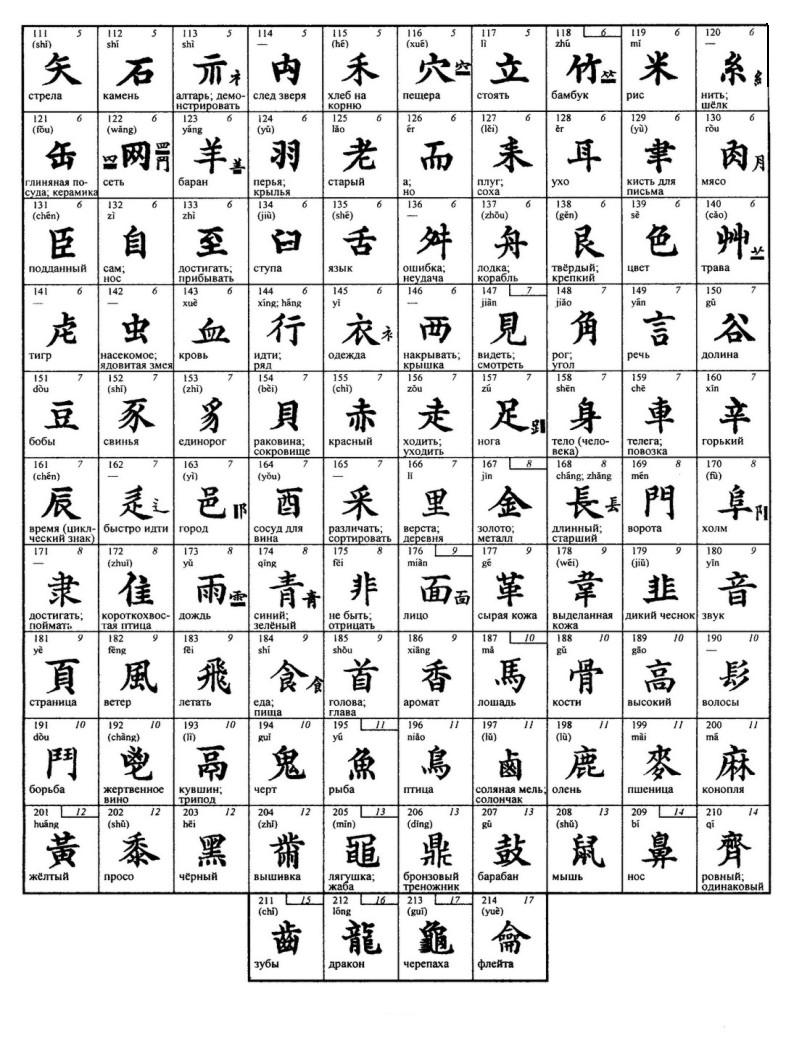 111 5 112 5 113 5 114 5 115 5 116 5 117 5 118 6 119 6 120 6
(shǐ) shí shì — (hé) (xué) lì zhú mǐ —
矢 石 示 礻 禸 禾 穴 立 竹 ⺮ 米 糸 糹
стрела камень алтарь; демо- след зверя хлеб на пещера стоять бамбук рис нить;
нстрировать корню шёлк
121 6 122 6 123 6 124 6 125 6 126 6 127 6 128 6 129 6 130 6
(fǒu) (wǎng) yáng (yǔ) lǎo ér (lěi) ěr (yù) ròu
缶 罒 网 羊 羽 老 而 耒 耳 聿 肉 月
глиняная по- сеть баран перья; старый а; плуг; ухо кисть для мясо
суда; керамика крылья но соха письма
131 6 132 6 133 6 134 6 135 6 136 6 137 6 138 6 139 6 140 6
(chén) zì zhì (jiù) (shé) — (zhōu) (gěn) sè (cǎo)
臣 自 至 臼 舌 舛 舟 艮 色 艸 艹
подданный сам; достигать; ступа язык ошибка; лодка; твёрдый; цвет трава
нос прибывать неудача корабль крепкий
141 6 142 6 143 6 144 6 145 6 146 6 147 7 148 7 149 7 150 7
— — xuě xíng; háng yī — jiàn jiǎo yán gǔ
虍 虫 血 行 衣 衤 襾 見 角 言 谷
тигр насекомое; кровь идти; одежда накрывать; видеть; рог; речь долина
ядовитая змея ряд крышка смотреть угол
151 7 152 7 153 7 154 7 155 7 156 7 157 7 158 7 159 7 160 7
dòu (shǐ) (zhì) (bèi) (chì) zǒu zú shēn chē xīn
豆 豕 豸 貝 赤 走 足 身 車 辛
бобы свинья единорог раковина; красный ходить; нога тело (чело- телега; горький
сокровище уходить века) повозка
161 7 162 7 163 7 164 7 165 7 166 7 167 8 168 8 169 8 170 8
(chén) — (yì) (yǒu) — lǐ jīn cháng; zhǎng mén (fù)
辰 辵 辶 邑 阝 酉 釆 里 金 長 镸 門 阜 阝
время (цикл- быстро идти город сосуд для различать; верста; золото; длинный; ворота холм
ческий знак) вина сортировать деревня металл старший
171 8 172 8 173 8 174 8 175 8 176 9 177 9 178 9 179 9 180 9
— (zhuī) yǔ qīng fēi miàn gé (wéi) (jiǔ) yīn
隶 隹 雨 青 青 非 面 面 革 韋 韭 音
достигать; короткохвос- дождь синий; не быть; лицо сырая кожа выделанная дикий чеснок звук
поймать тая птица зелёный отрицать кожа
181 9 182 9 183 9 184 9 185 9 186 9 187 10 188 10 189 10 190 10
yè fēng fēi shí shǒu xiāng mǎ gǔ gāo —
頁 風 飛 食 飠 首 香 馬 骨 高 髟
страница ветер летать еда; голова; аромат лошадь кости высокий волосы
пища глава
191 10 192 10 193 10 194 10 195 11 196 11 197 11 198 11 199 11 200 11
dòu (chàng) (lì) guǐ yú niǎo (lǔ) (lù) mài má
鬥 鬯 鬲 鬼 魚 鳥 鹵 鹿 麥 麻
борьба жертвенное кувшин; черт рыба птица соляная мель; олень пшеница конопля
вино трипод солончак
201 12 202 12 203 12 204 12 205 13 206 13 207 13 208 13 209 14 210 14
huáng (shǔ) hēi (zhǐ) (mǐn) (dǐng) gǔ (shǔ) bí qí
黃 黍 黑 黹 黽 鼎 鼓 鼠 鼻 齊
жёлтый просо чёрный вышивка лягушка; бронзовый барабан мышь нос ровный;
жаба треножник одинаковый
211 15 212 16 213 17 214 17
(chǐ) lóng (guī) (yuè)
齒 龍 龜 龠
зубы дракон черепаха флейта